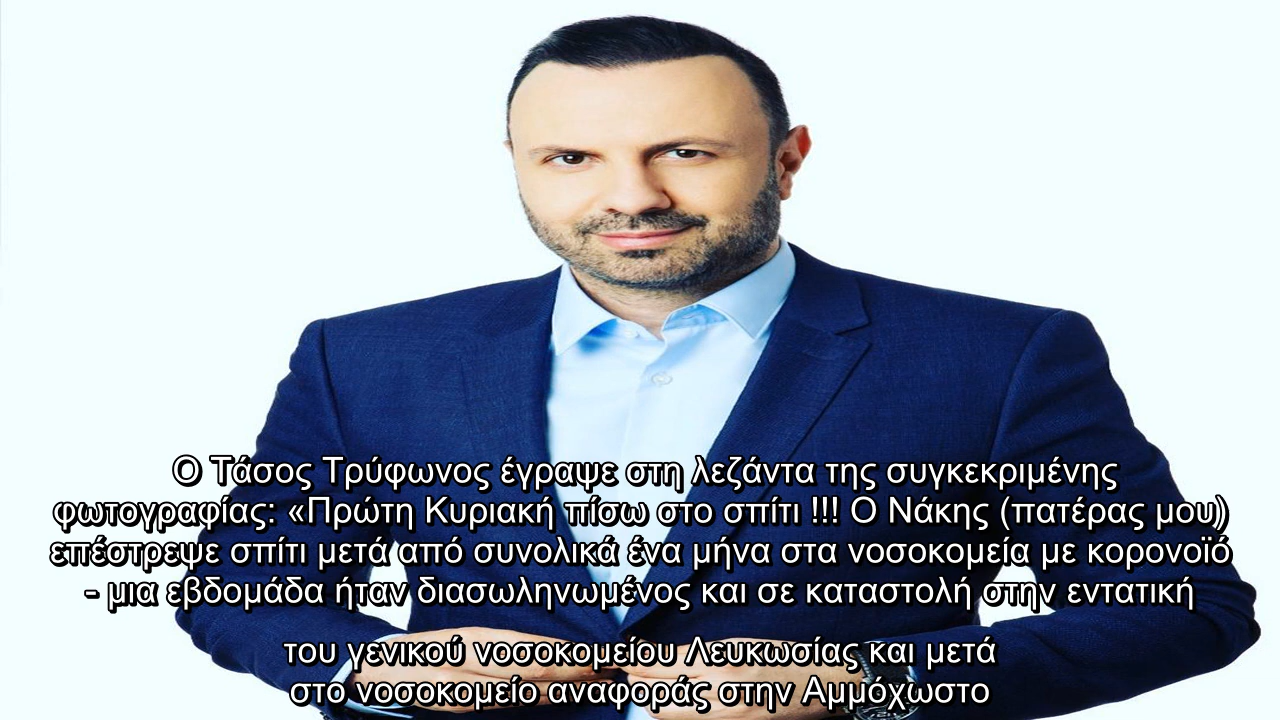 Ο Τάσος Τρύφωνος έγραψε στη λεζάντα της συγκεκριμένης
φωτογραφίας: «Πρώτη Κυριακή πίσω στο σπίτι !!! Ο Νάκης (πατέρας μου)
επέστρεψε σπίτι μετά από συνολικά ένα μήνα στα νοσοκομεία με κορονοϊό
- μια εβδομάδα ήταν διασωληνωμένος και σε καταστολή στην εντατική
του γενικού νοσοκομείου Λευκωσίας και μετά
στο νοσοκομείο αναφοράς στην Αμμόχωστο